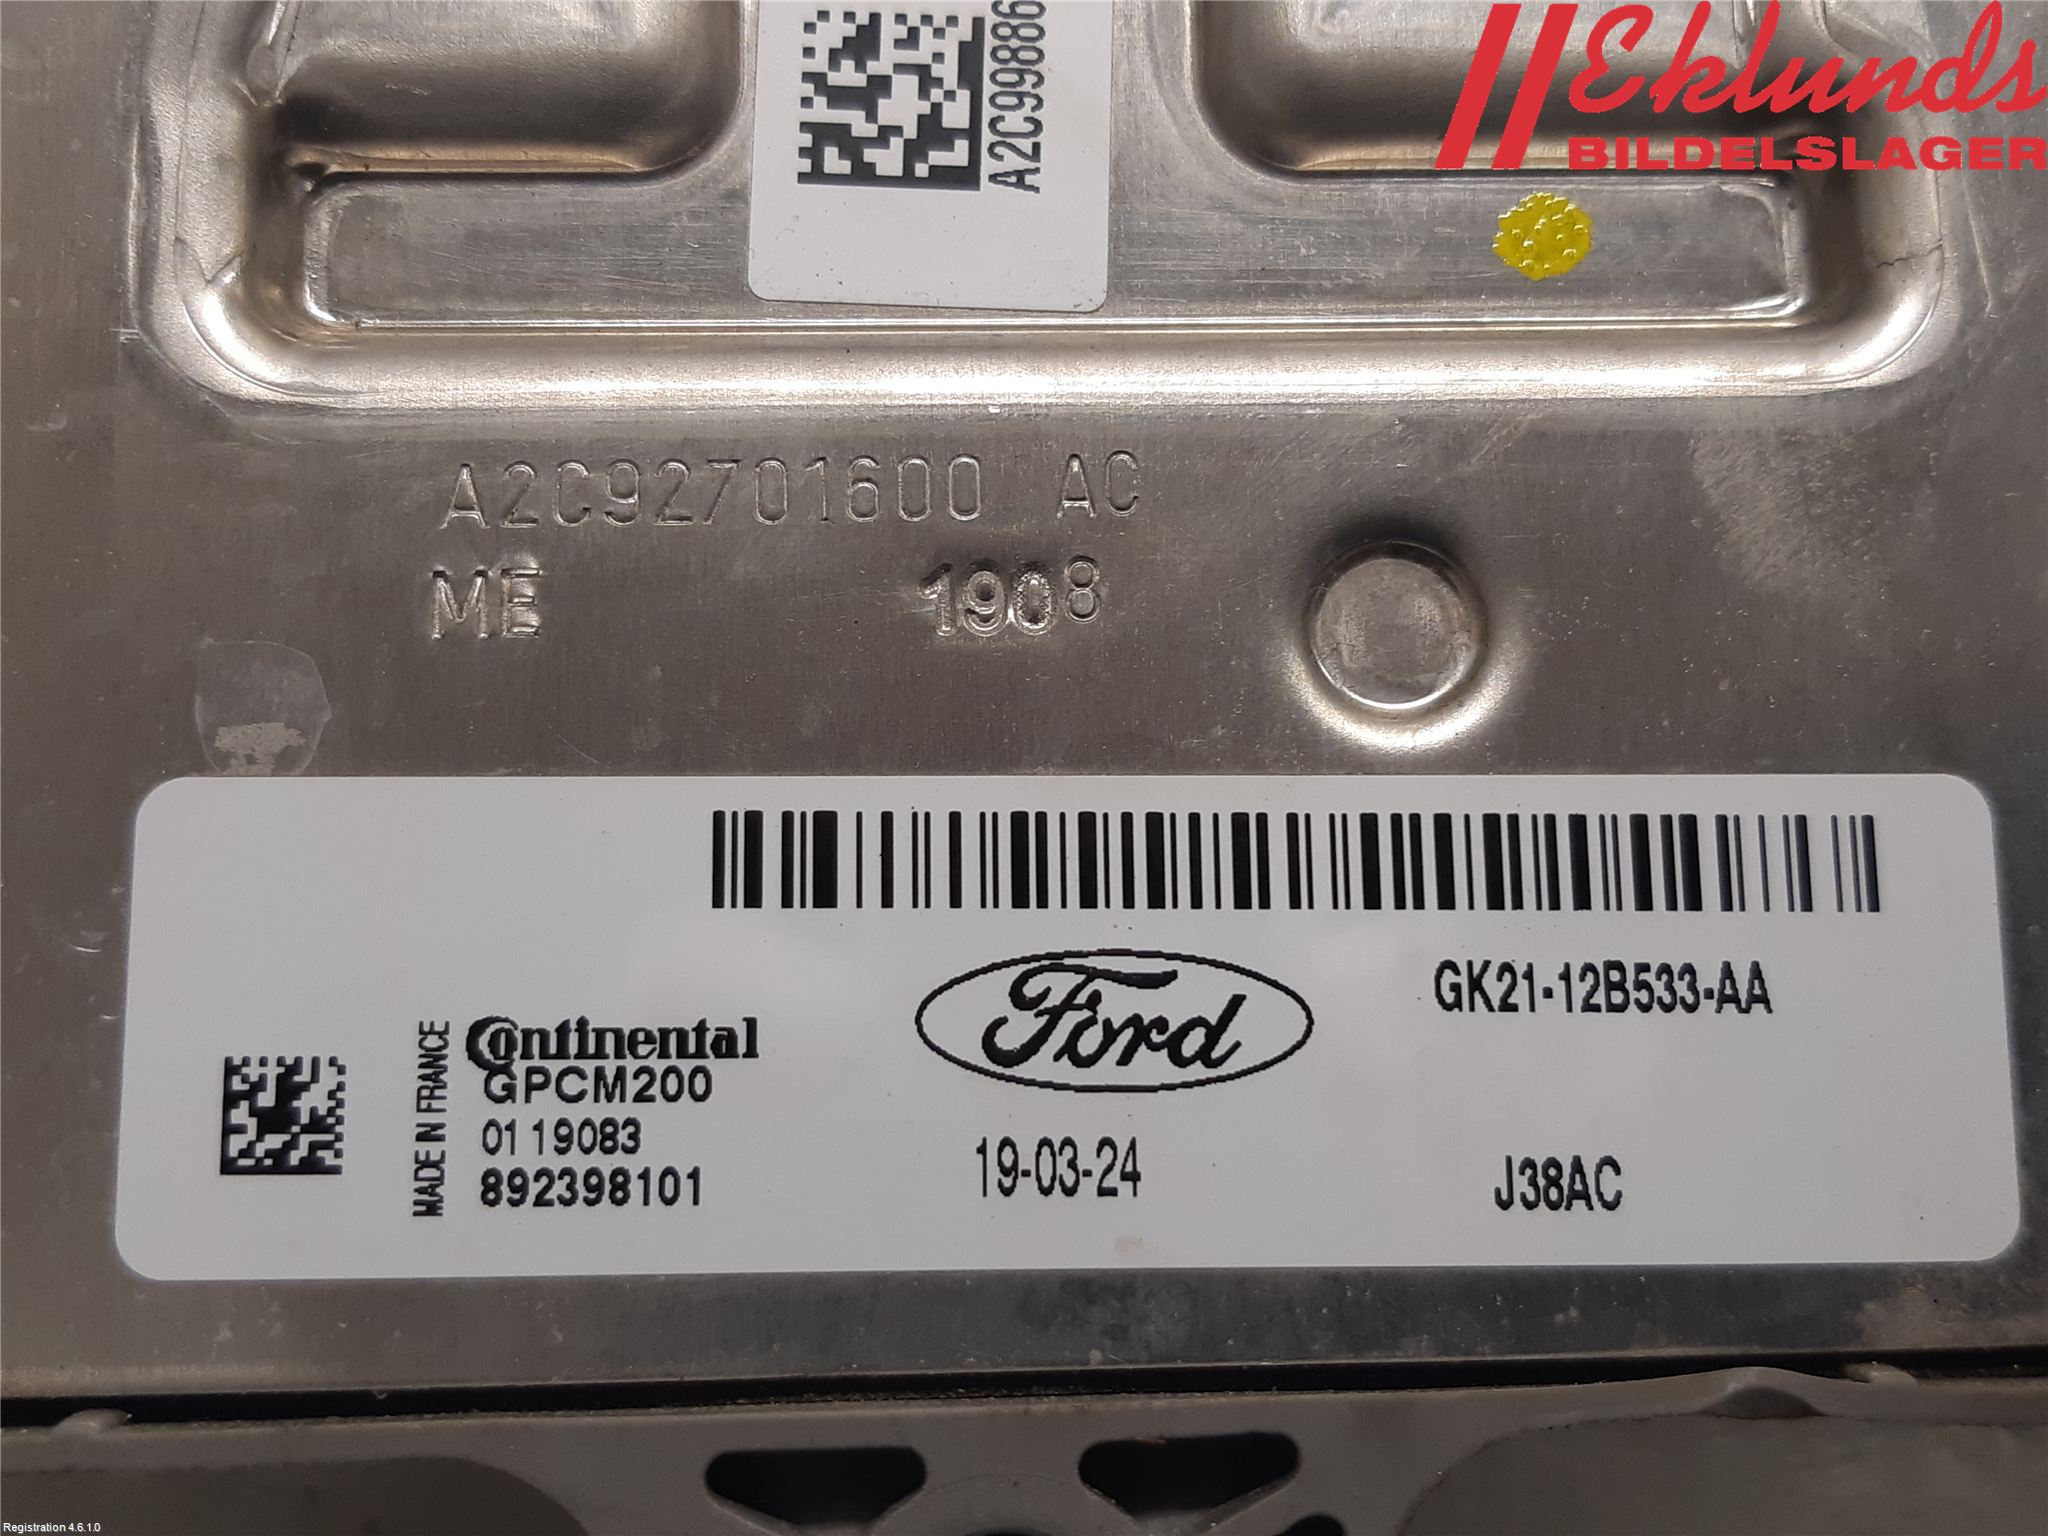 A2C99886
Eklunds
BILDELSLAGER
A2C92701600 AC
ME 1908
GK21-12B533-AA
Ford
MADE IN FRANCE
Continental
GPCM200
01 19083
892398101
19-03-24
J38AC
Registration 4.6.1.0